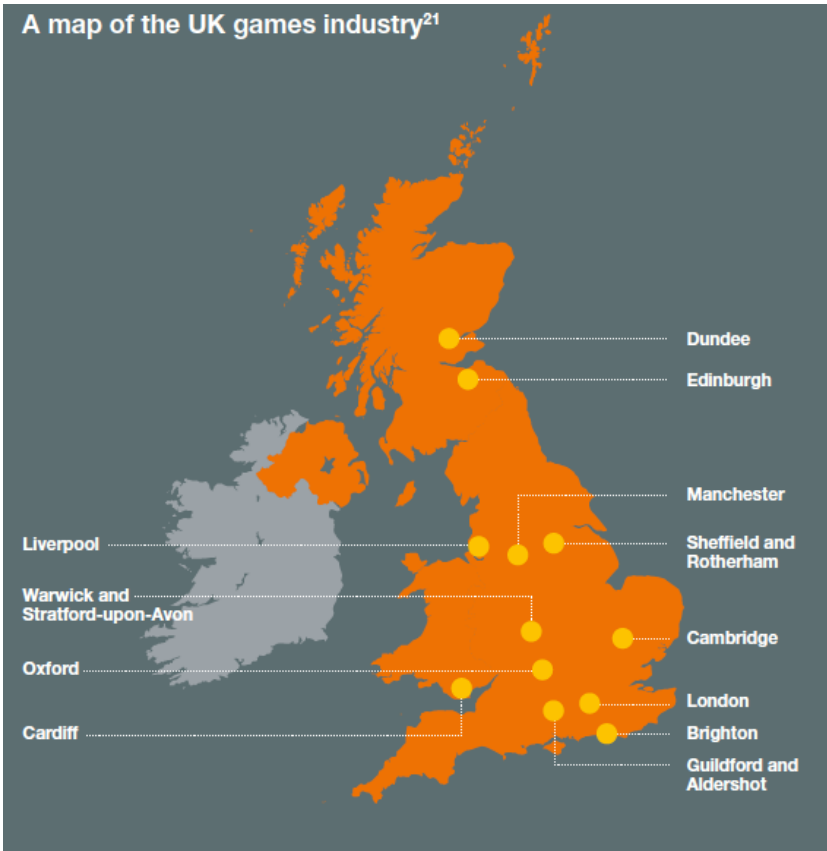 A map of the UK games industry21
Dundee
Edinburgh
Manchester
Liverpool
Sheffield and
Rotherham
Warwick and
Stratford-upon-Avon
Cambridge
Oxford
London
Cardiff
Brighton
Guildford and
Aldershot